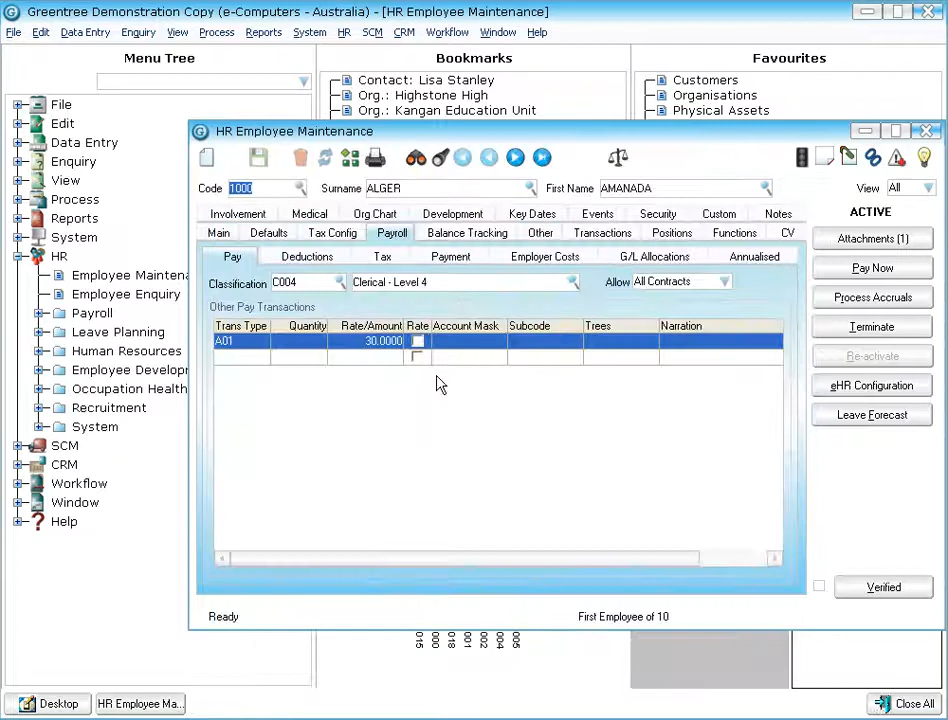 Greentree Demonstration Copy (e-Computers - Australia) - [HR Employee Maintenance]
File Edit Data Entry Enquiry View Process Reports System HR SCM CRM Workflow Window Help
Menu Tree
Bookmarks
Favourites
Contact: Lisa Stanley
Org.: Highstone High
Org.: Kangan Education Unit
Customers
Organisations
Physical Assets
File
Edit
Data Entry
Enquiry
View
Process
Reports
System
HR
Employee Maintena
Employee Enquiry
Payroll
Leave Planning
Human Resources
Employee Develop
Occupation Health
Recruitment
System
SCM
CRM
Workflow
Window
Help
HR Employee Maintenance
Code 1000 Surname ALGER First Name AMANADA View All
Involvement Medical Org Chart Development Key Dates Events Security Custom Notes
Main Defaults Tax Config Payroll Balance Tracking Other Transactions Positions Functions CV
Pay Deductions Tax Payment Employer Costs G/L Allocations Annualised
Classification C004 Clerical - Level 4 Allow All Contracts
Other Pay Transactions
Trans Type Quantity Rate/Amount Rate Account Mask Subcode Trees Narration
A01 30.0000
ACTIVE
Attachments (1)
Pay Now
Process Accruals
Terminate
Re-activate
eHR Configuration
Leave Forecast
Verified
Ready First Employee of 10
015
000
018
001
002
004
005
Desktop HR Employee Ma... Close All